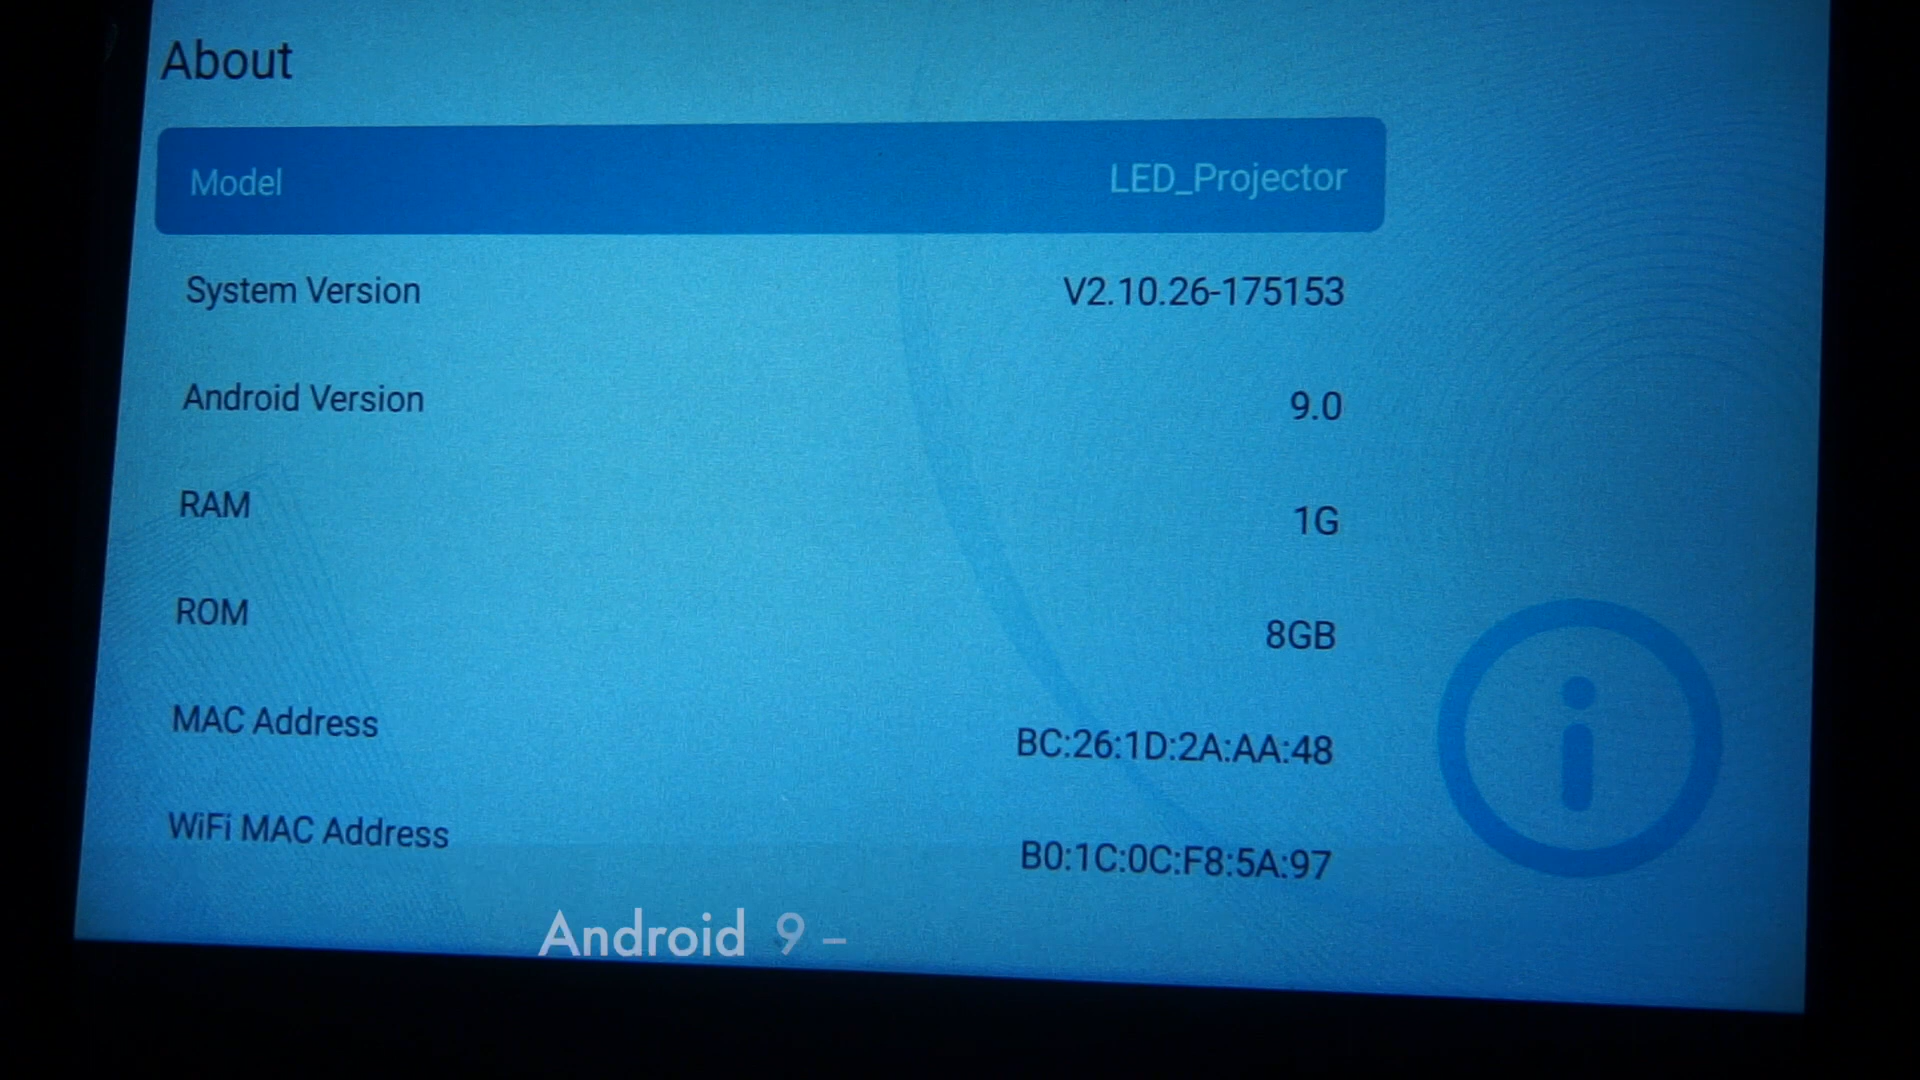 About
Model LED_Projector
System Version V2.10.26-175153
Android Version 9.0
RAM 1G
ROM 8GB
MAC Address BC:26:1D:2A:AA:48
WiFi MAC Address B0:1C:0C:F8:5A:97
Android 9 –